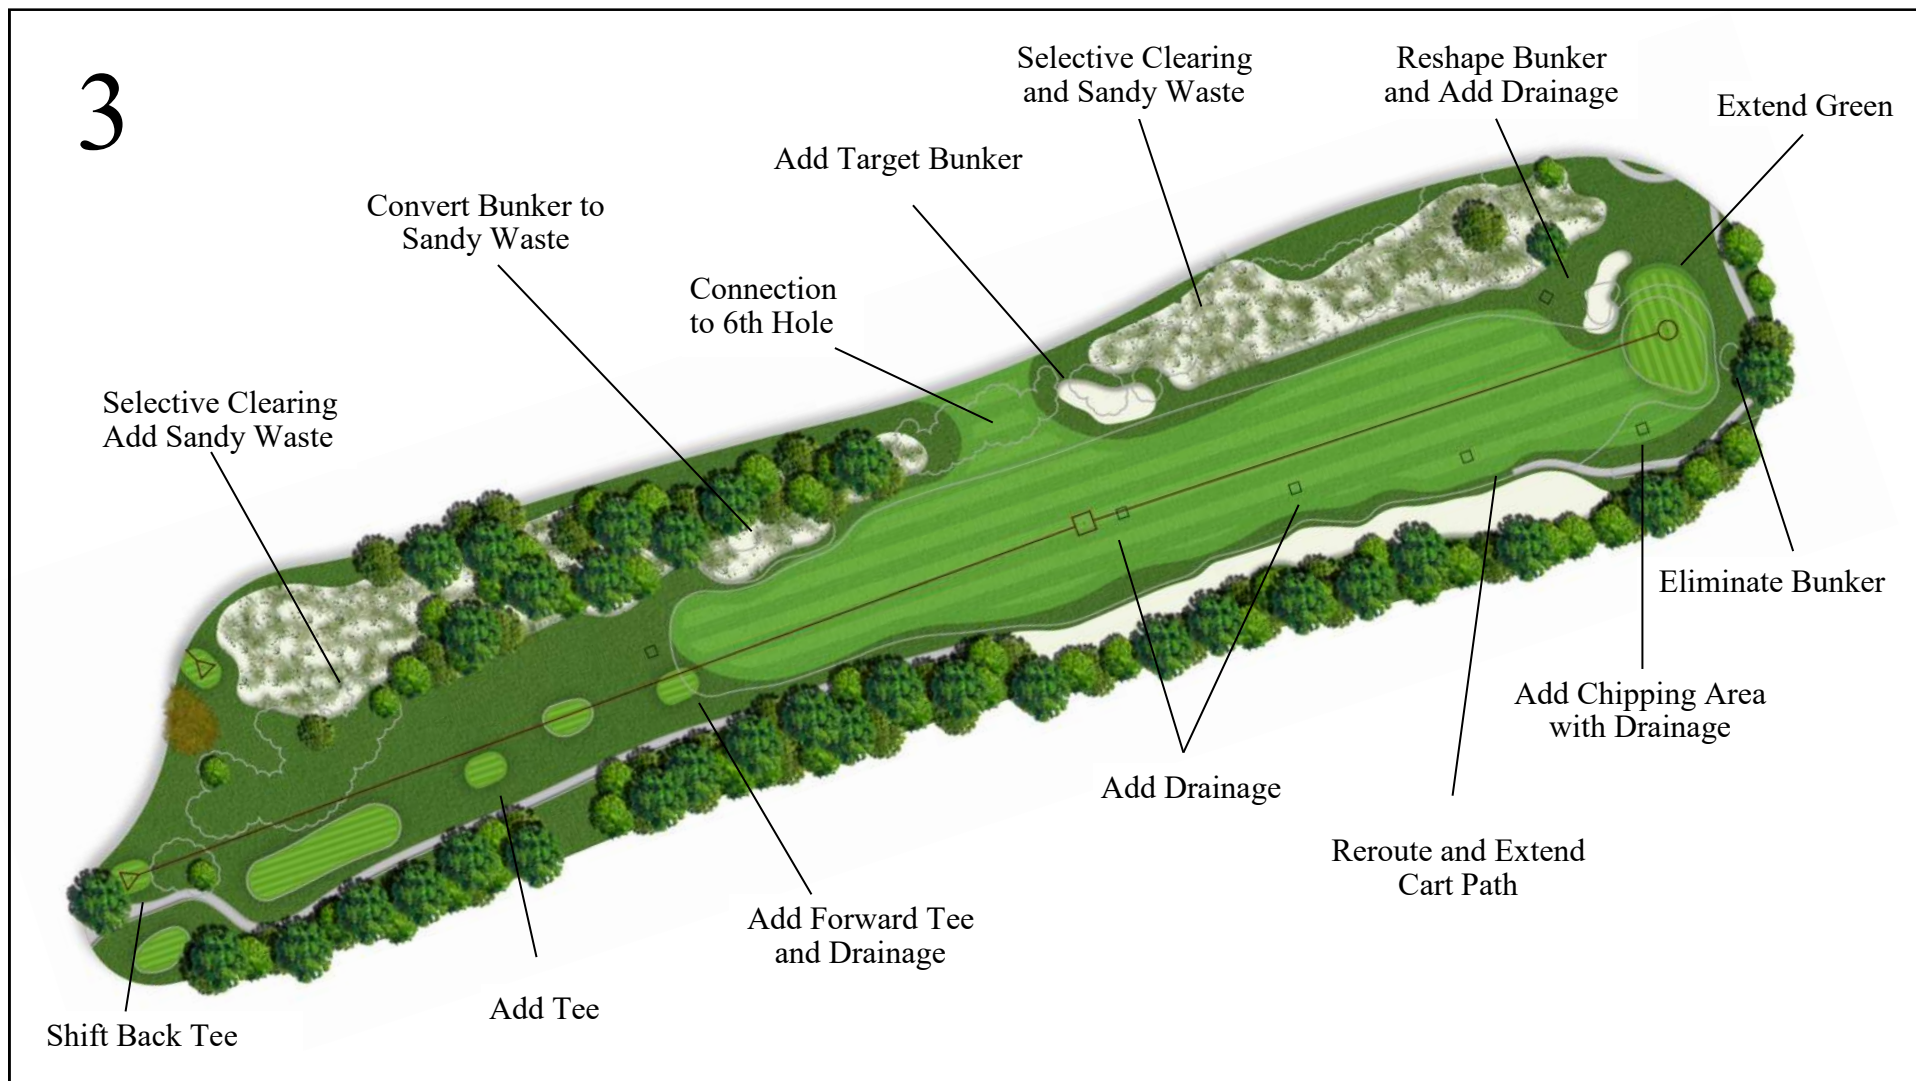 3
Selective Clearing
and Sandy Waste
Reshape Bunker
and Add Drainage
Extend Green
Add Target Bunker
Convert Bunker to
Sandy Waste
Connection
to 6th Hole
Selective Clearing
Add Sandy Waste
Eliminate Bunker
Add Chipping Area
with Drainage
Add Drainage
Reroute and Extend
Cart Path
Add Forward Tee
and Drainage
Add Tee
Shift Back Tee